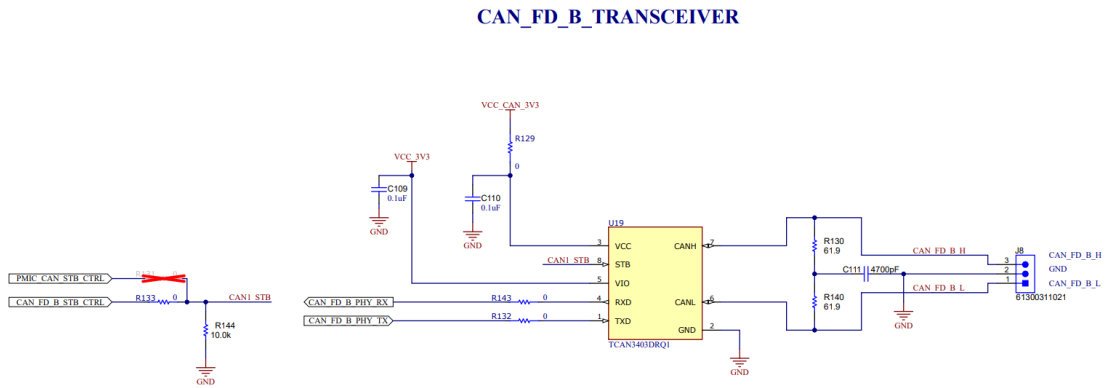 CAN_FD_B_TRANSCEIVER
VCC_CAN_3V3
R129
0
VCC_3V3
C109
0.1uF
GND
C110
0.1uF
GND
U19
3 VCC
CANH 7
CAN1_STB 8 STB
5 VIO
4 RXD
CANL 6
1 TXD
GND 2
TCAN3403DRQ1
GND
PMIC_CAN_STB_CTRL
R131 0
CAN_FD_B_STB_CTRL
R133 0
CAN1_STB
R144
10.0k
GND
CAN_FD_B_PHY_RX
R143 0
CAN_FD_B_PHY_TX
R132 0
R130
61.9
C111 4700pF
R140
61.9
GND
CAN_FD_B_H
CAN_FD_B_L
J8
3 CAN_FD_B_H
2 GND
1 CAN_FD_B_L
61300311021